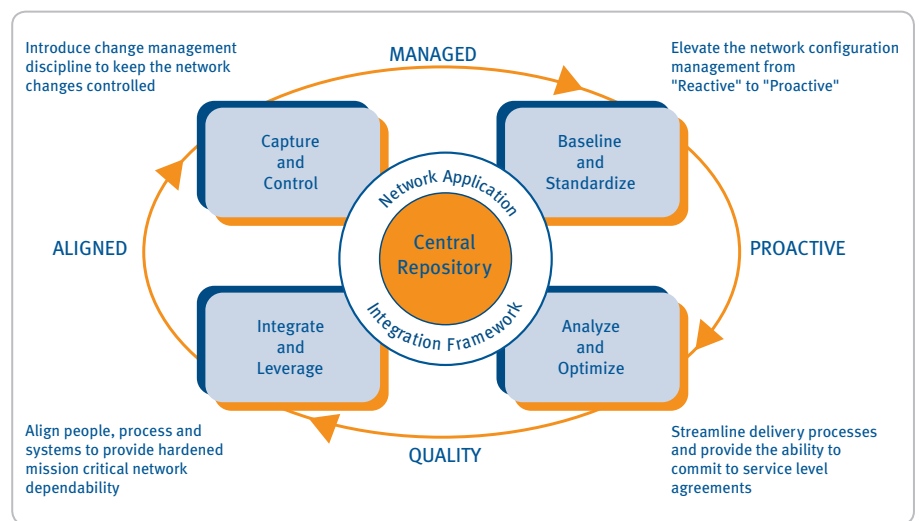 Introduce change management
discipline to keep the network
changes controlled
MANAGED
Elevate the network configuration
management from
"Reactive" to "Proactive"
Capture
and
Control
Baseline
and
Standardize
Network Application
Central
Repository
Integration Framework
ALIGNED
PROACTIVE
Integrate
and
Leverage
Analyze
and
Optimize
Align people, process and
systems to provide hardened
mission critical network
dependability
QUALITY
Streamline delivery processes
and provide the ability to
commit to service level
agreements